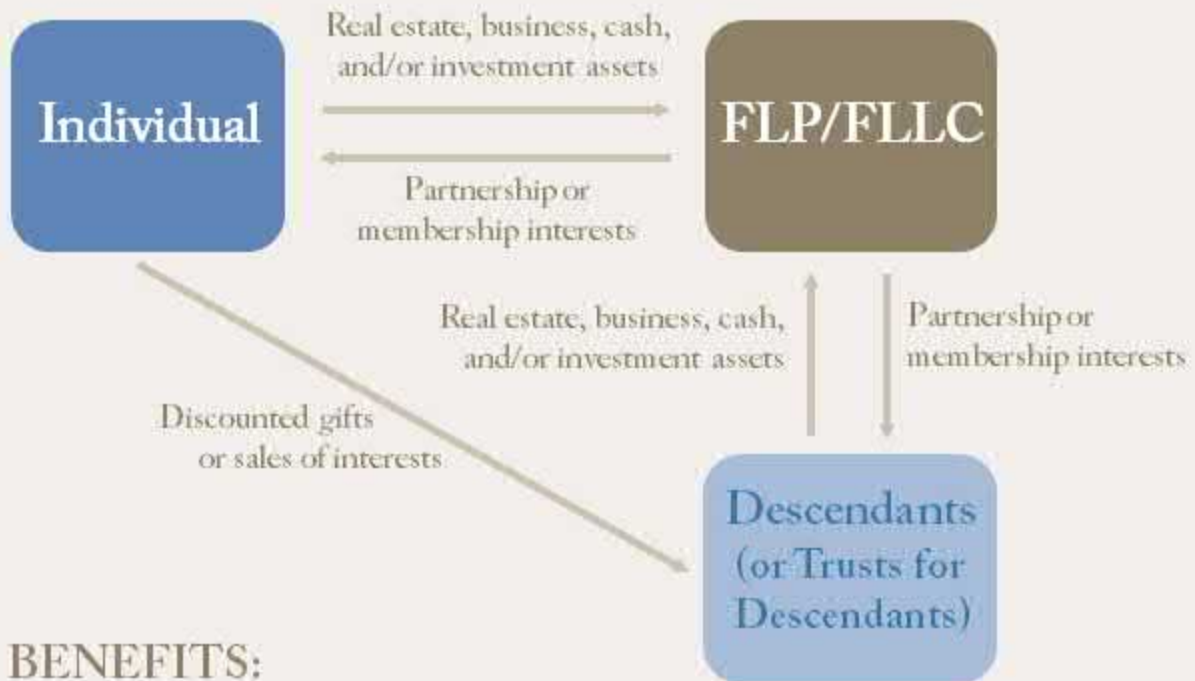 Real estate, business, cash,
and/or investment assets
Individual
FLP/FLLC
Partnership or
membership interests
Real estate, business, cash,
and/or investment assets
Partnership or
membership interests
Discounted gifts
or sales of interests
Descendants
(or Trusts for
Descendants)
BENEFITS: